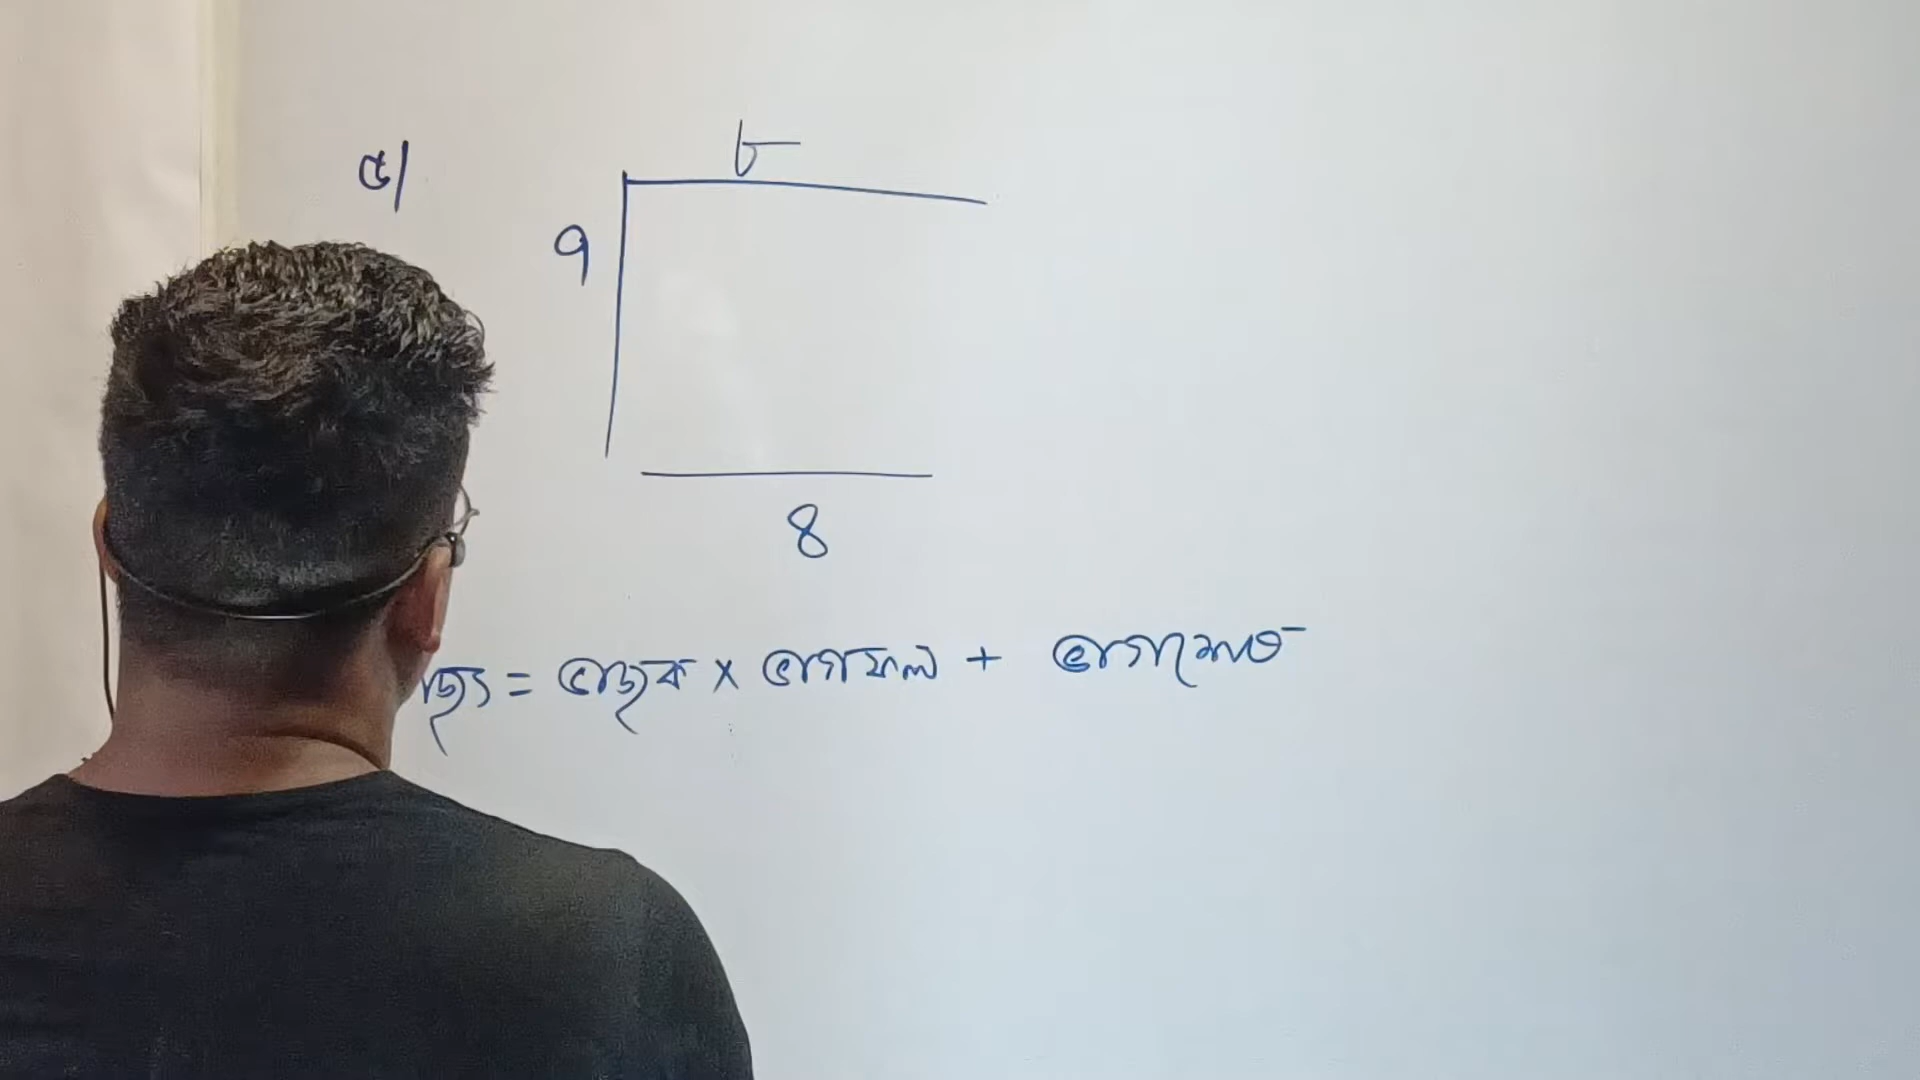 ৫।
৮
৭
৪
= ভাজক × ভাগফল + ভাগশেষ